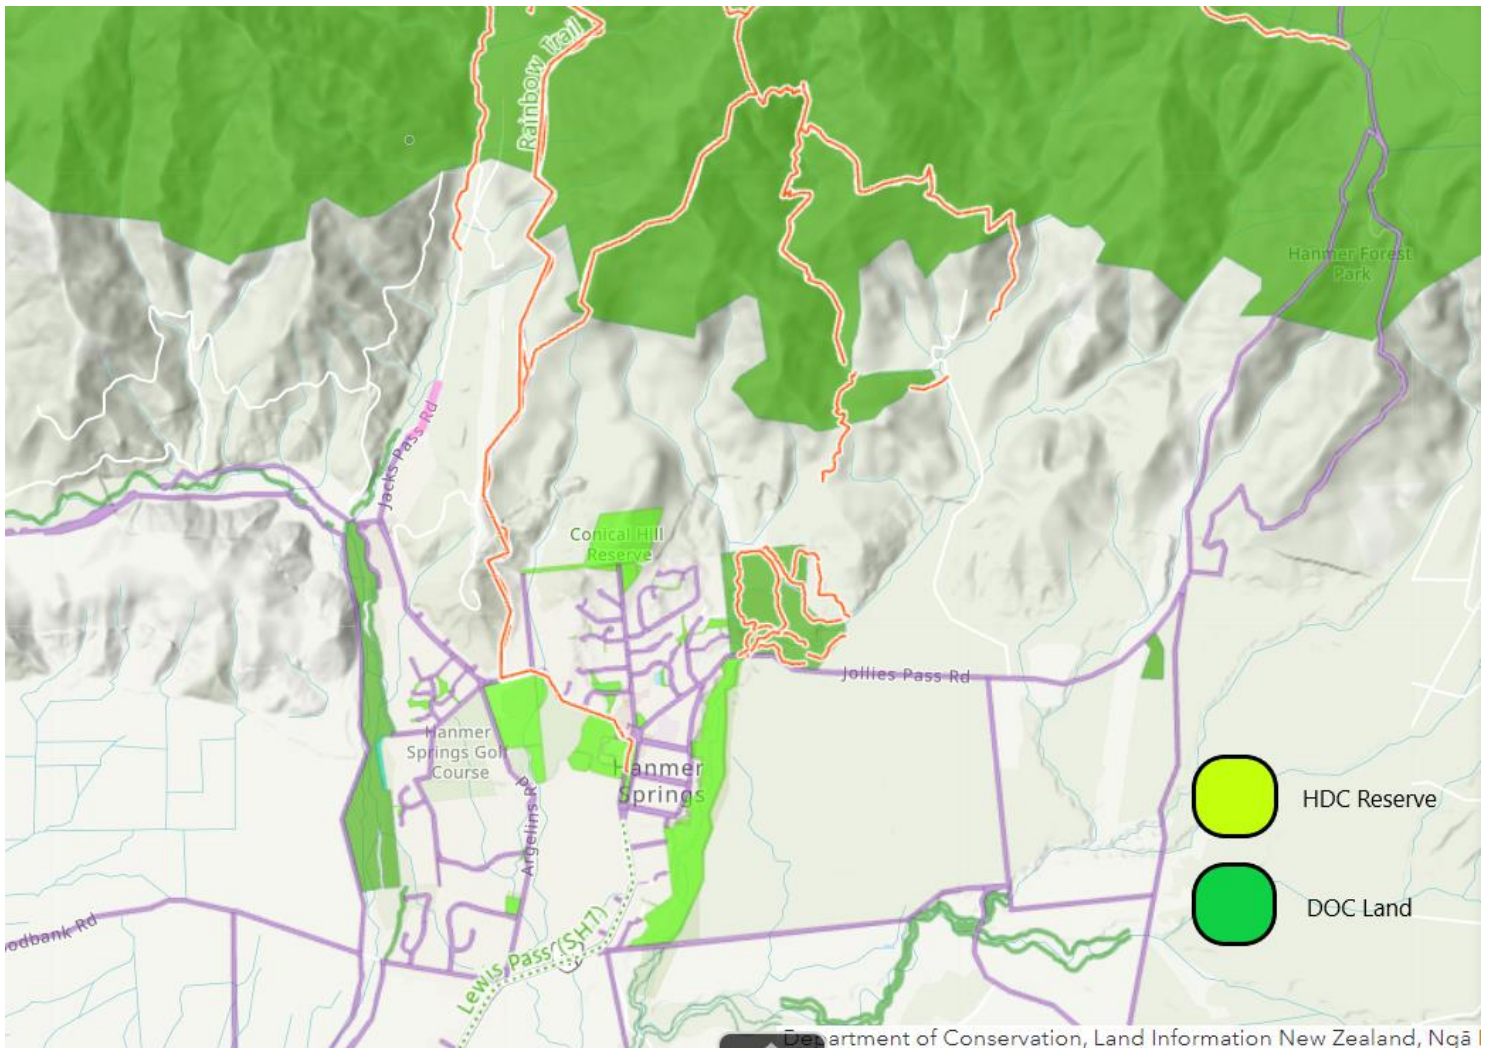 Rainbow Trail
Hanmer Forest
Park
Jacks Pass Rd
Conical Hill
Reserve
Jollies Pass Rd
Hanmer
Springs Golf
Course
Hanmer
Springs
Argelins Rd
HDC Reserve
DOC Land
odbank Rd
Lewis Pass (SH7)
Department of Conservation, Land Information New Zealand, Ngā